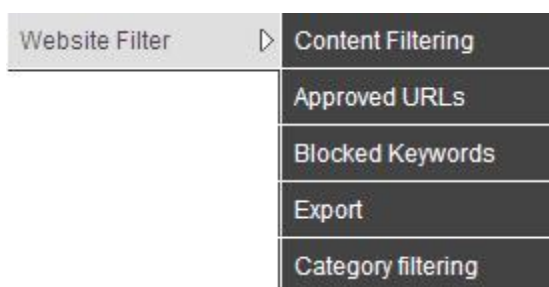 Website Filter
Content Filtering
Approved URLs
Blocked Keywords
Export
Category filtering